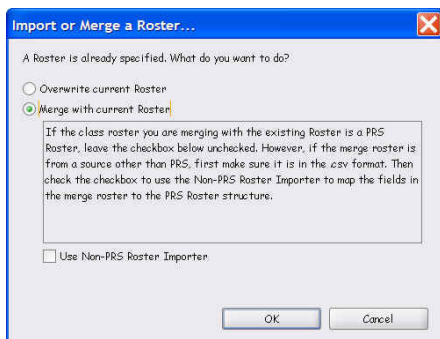 Import or Merge a Roster...
A Roster is already specified. What do you want to do?
Overwrite current Roster
Merge with current Roster
If the class roster you are merging with the existing Roster is a PRS
Roster, leave the checkbox below unchecked. However, if the merge roster is
from a source other than PRS, first make sure it is in the .csv format. Then
check the checkbox to use the Non-PRS Roster Importer to map the fields in
the merge roster to the PRS Roster structure.
Use Non-PRS Roster Importer
OK
Cancel